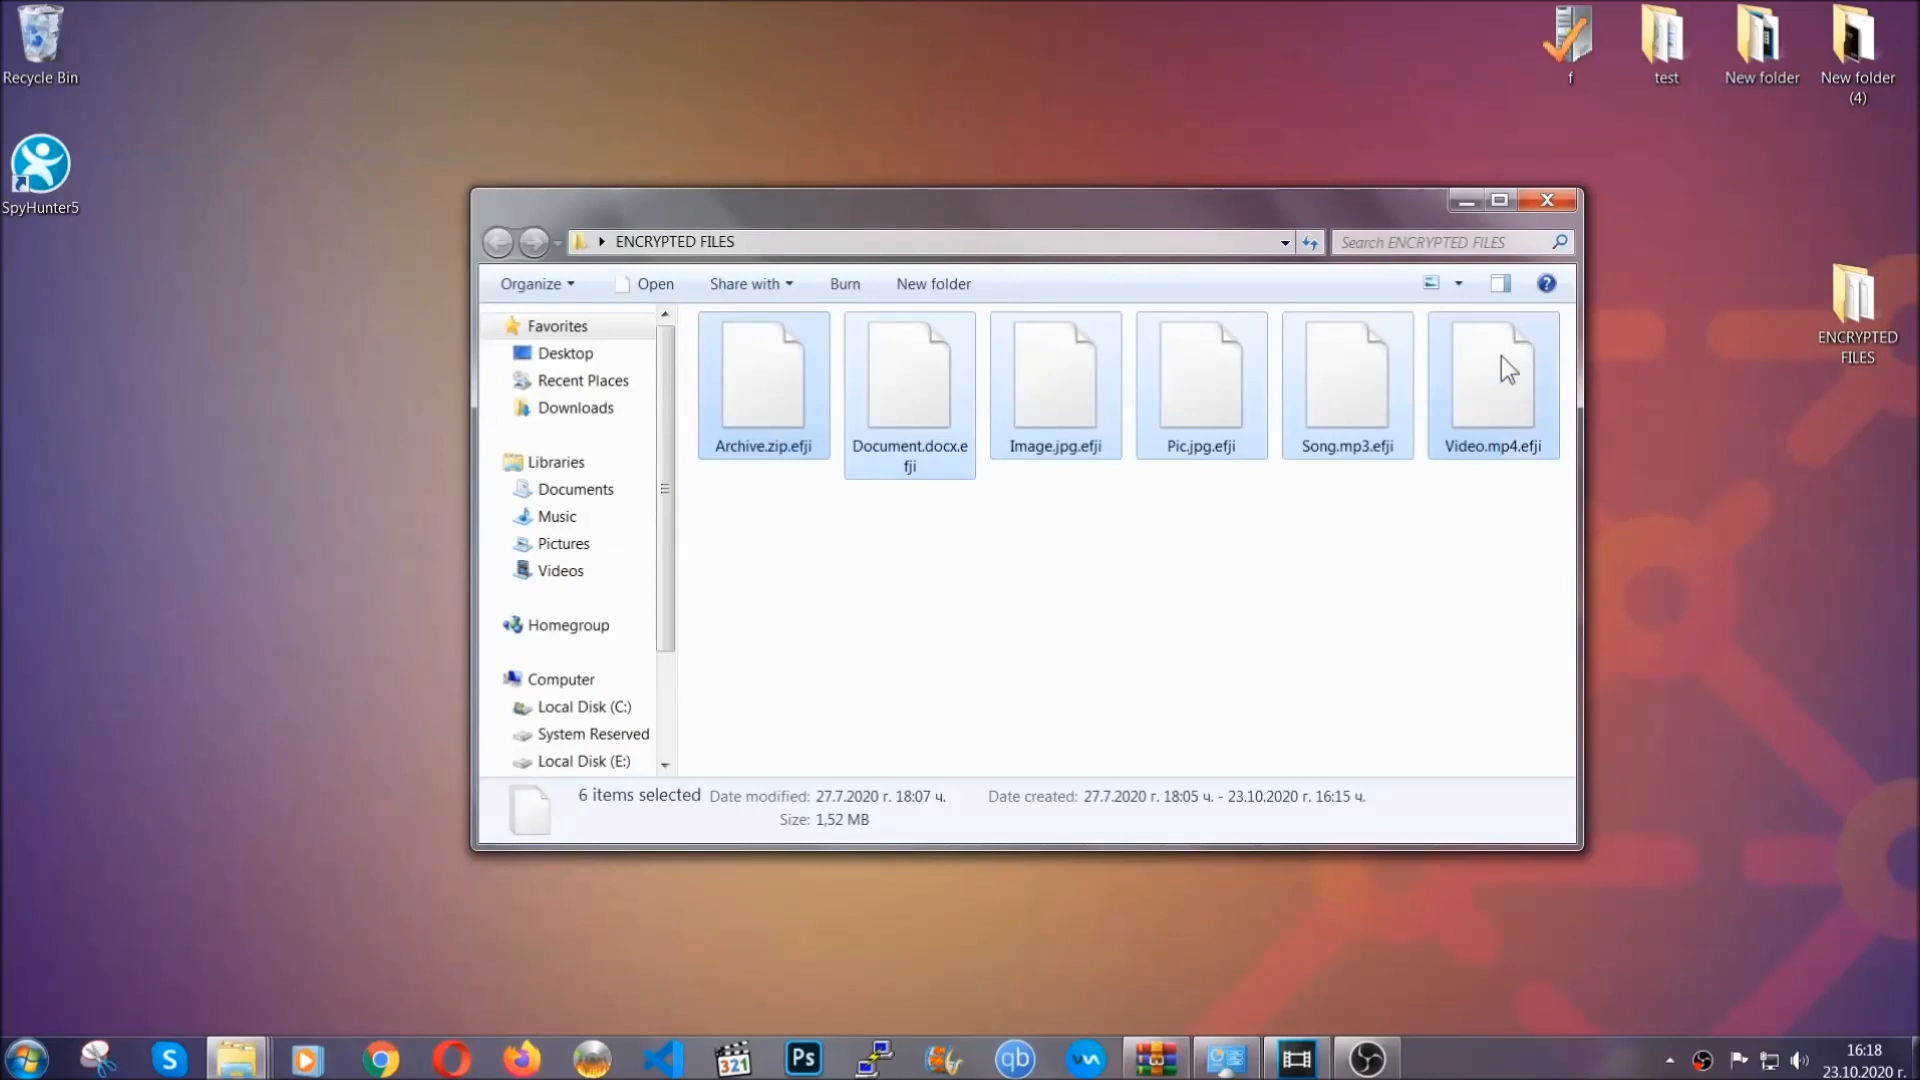 Recycle Bin
SpyHunter5
f
test
New folder
New folder
(4)
ENCRYPTED
FILES
ENCRYPTED FILES
Search ENCRYPTED FILES
Organize
Open
Share with
Burn
New folder
Favorites
Desktop
Recent Places
Downloads
Libraries
Documents
Music
Pictures
Videos
Homegroup
Computer
Local Disk (C:)
System Reserved
Local Disk (E:)
Archive.zip.efji
Document.docx.e
fji
Image.jpg.efji
Pic.jpg.efji
Song.mp3.efji
Video.mp4.efji
6 items selected Date modified: 27.7.2020 г. 18:07 ч. Date created: 27.7.2020 г. 18:05 ч. - 23.10.2020 г. 16:15 ч.
Size: 1,52 MB
S
321
Ps
qb
16:18
23.10.2020 г.